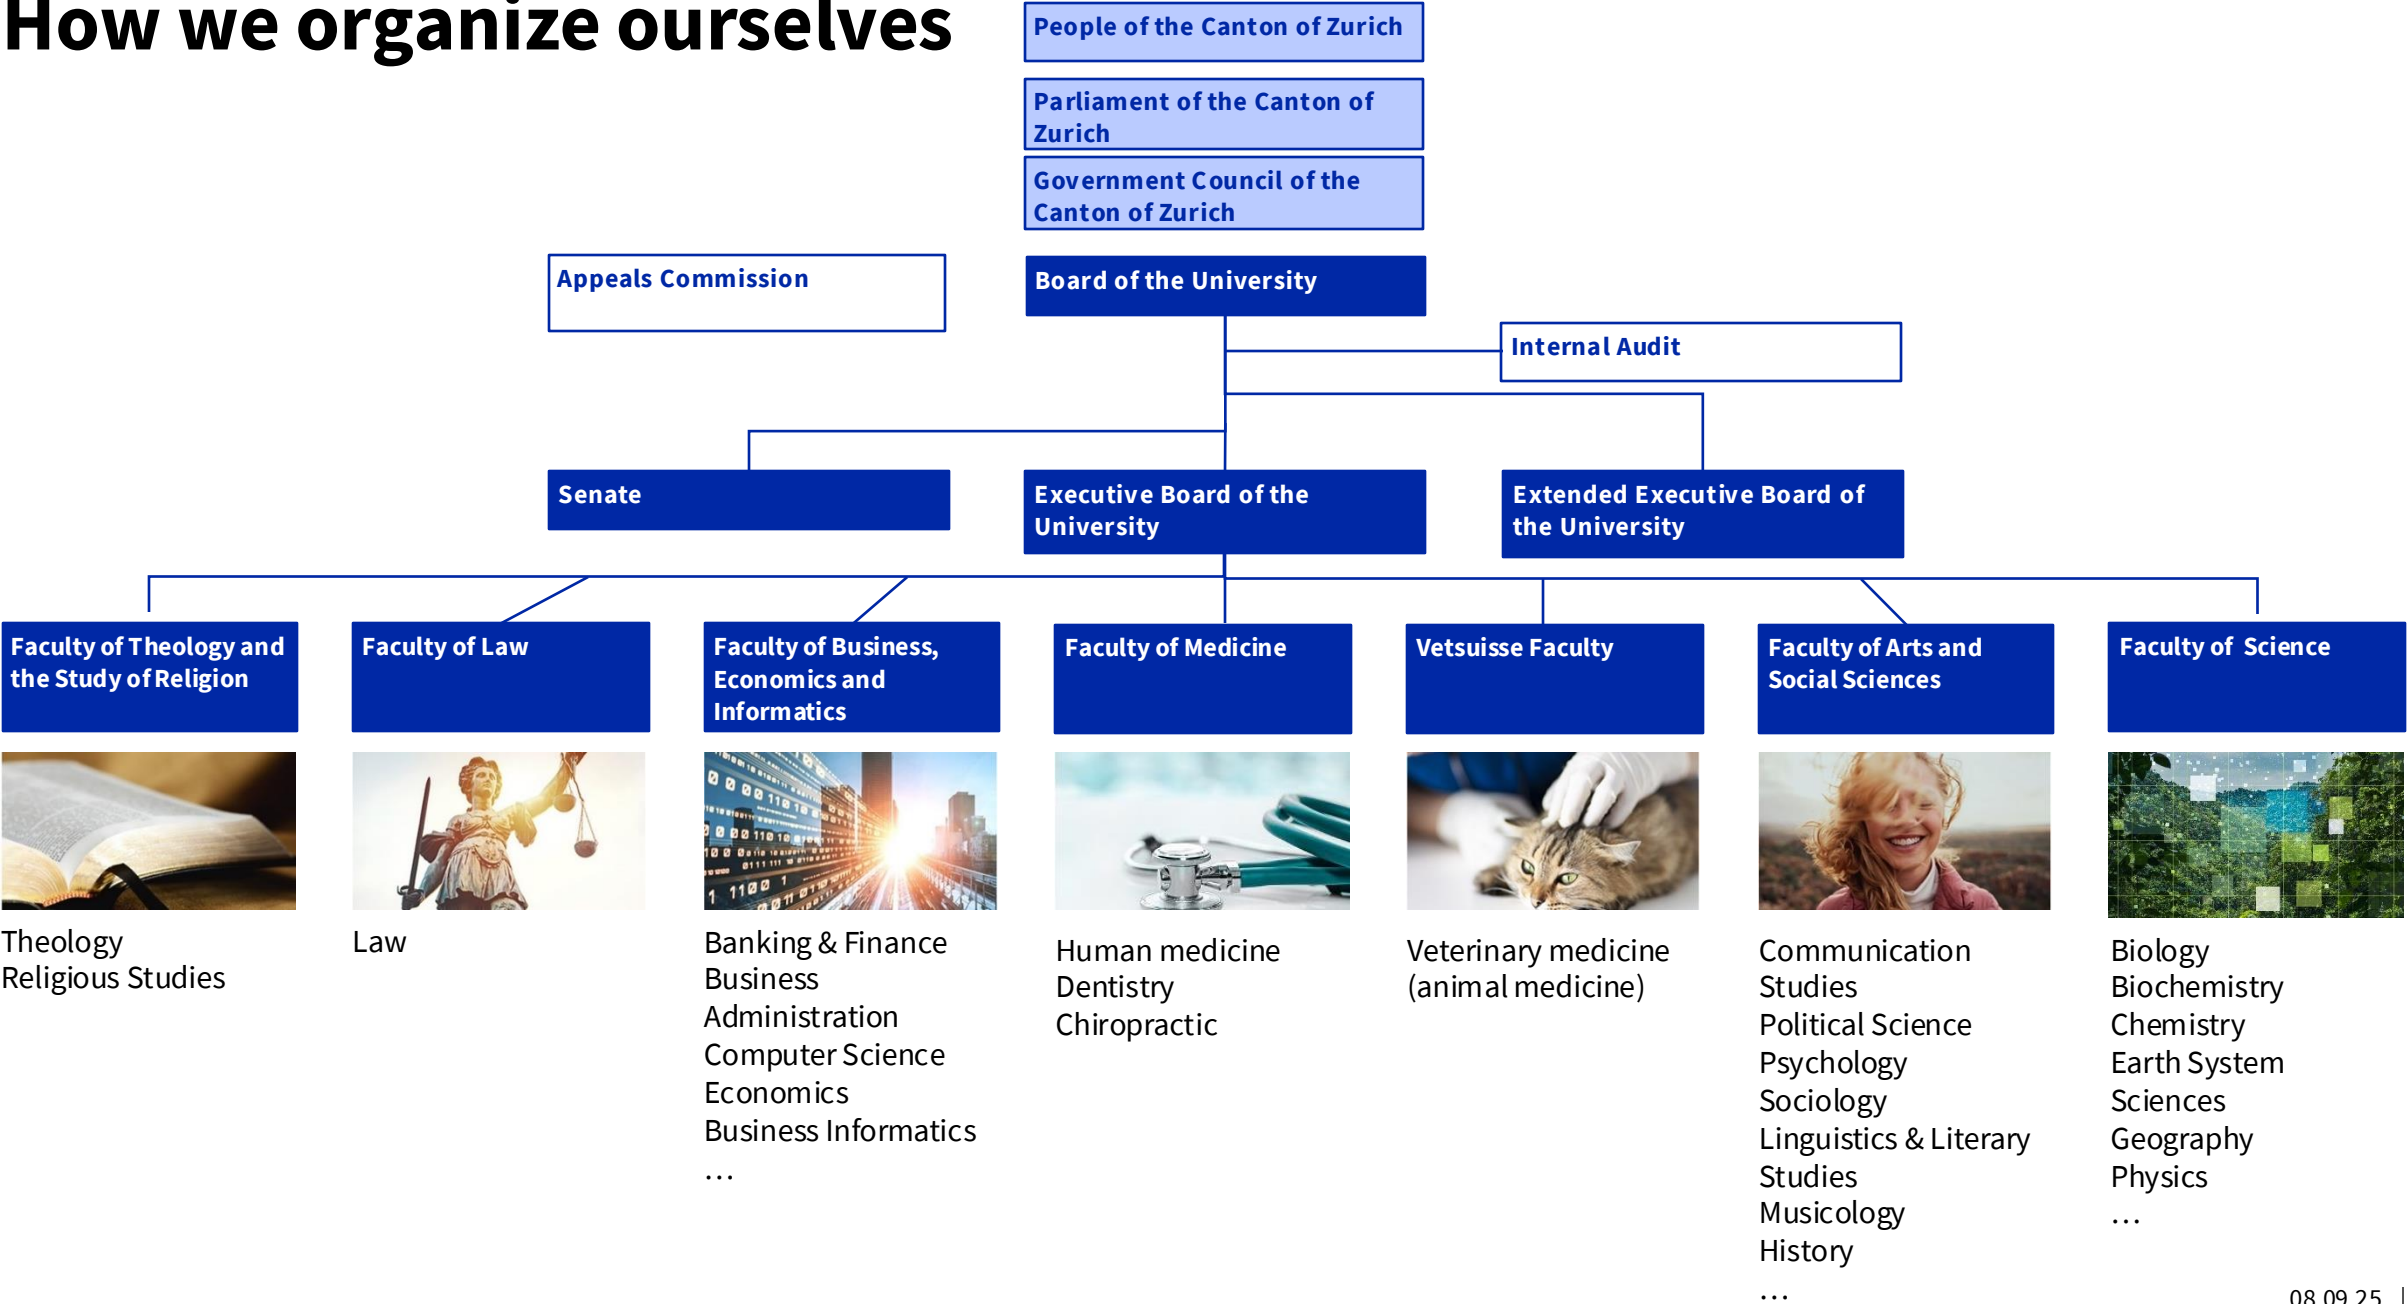 How we organize ourselves
People of the Canton of Zurich
Parliament of the Canton of
Zurich
Government Council of the
Canton of Zurich
Appeals Commission
Board of the University
Internal Audit
Senate
Executive Board of the
University
Extended Executive Board of
the University
Faculty of Theology and
the Study of Religion
Faculty of Law
Faculty of Business,
Economics and
Informatics
Faculty of Medicine
Vetsuisse Faculty
Faculty of Arts and
Social Sciences
Faculty of Science
Theology
Religious Studies
Law
Banking & Finance
Business
Administration
Computer Science
Economics
Business Informatics
…
Human medicine
Dentistry
Chiropractic
Veterinary medicine
(animal medicine)
Communication
Studies
Political Science
Psychology
Sociology
Linguistics & Literary
Studies
Musicology
History
…
Biology
Biochemistry
Chemistry
Earth System
Sciences
Geography
Physics
…
08.09.25 |